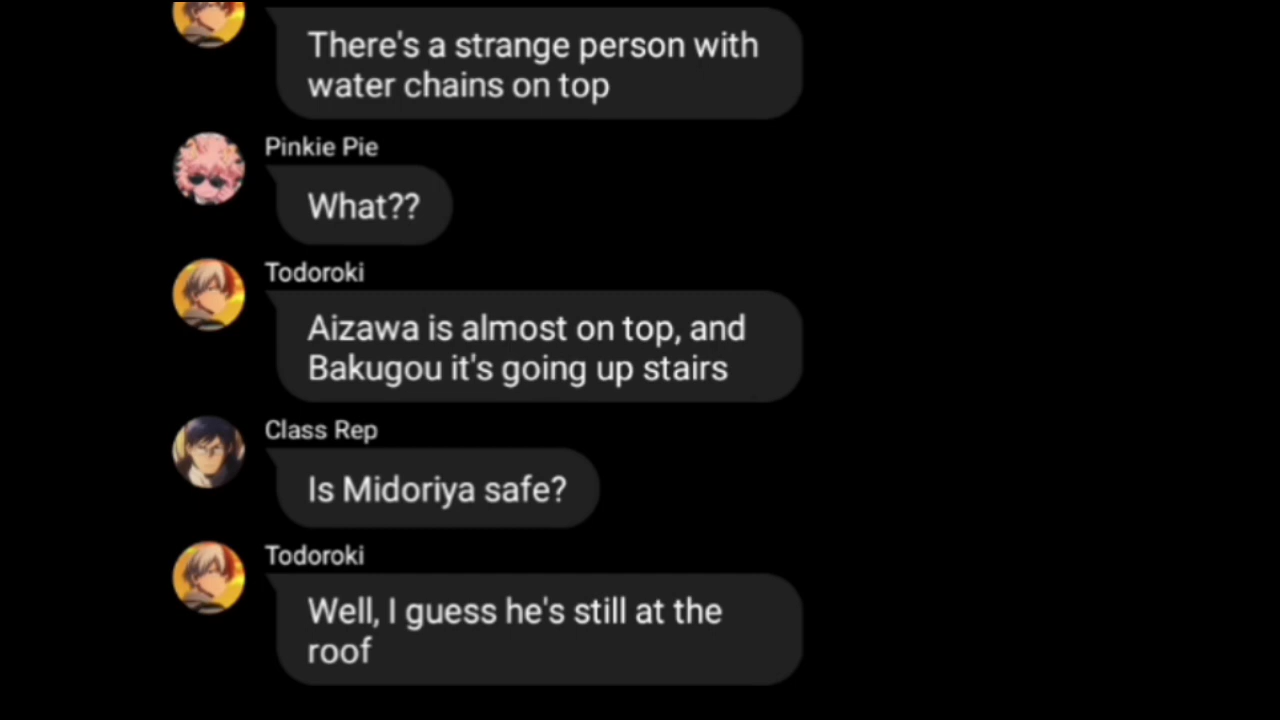 There's a strange person with
water chains on top
Pinkie Pie
What??
Todoroki
Aizawa is almost on top, and
Bakugou it's going up stairs
Class Rep
Is Midoriya safe?
Todoroki
Well, I guess he's still at the
roof